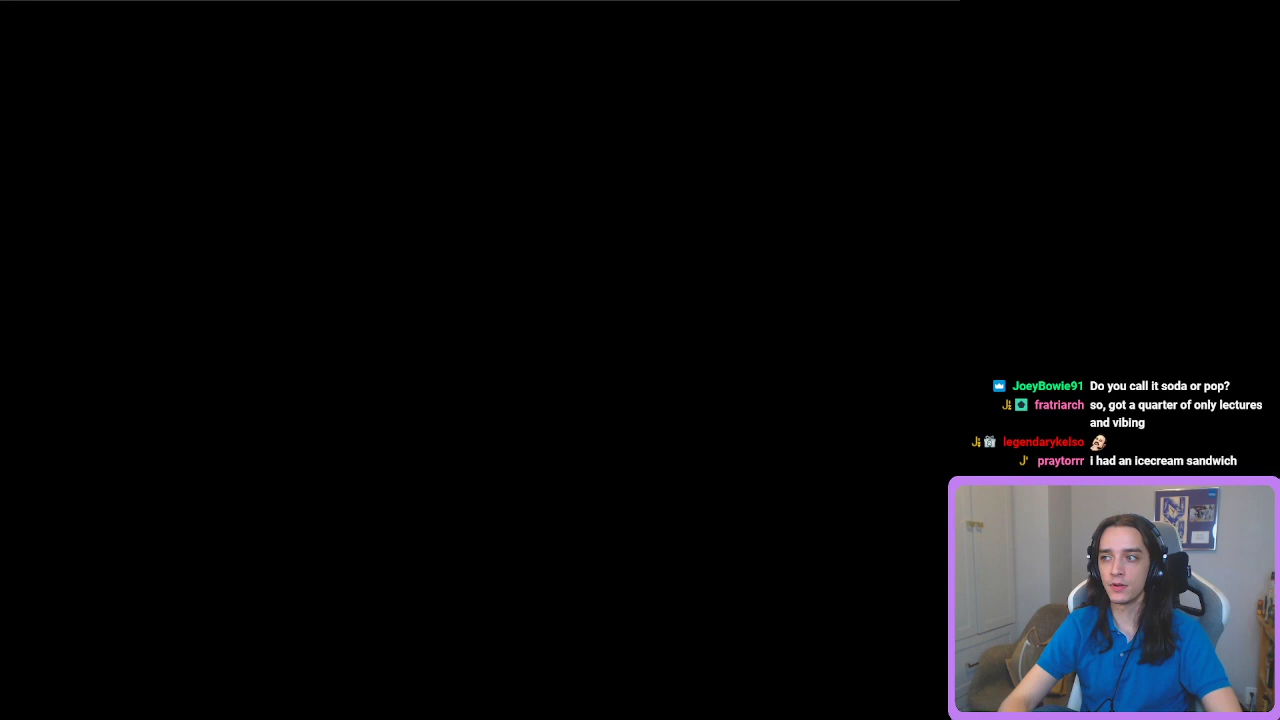 JoeyBowie91 Do you call it soda or pop?
fratriarch so, got a quarter of only lectures
and vibing
legendarykelso
praytorrr i had an icecream sandwich